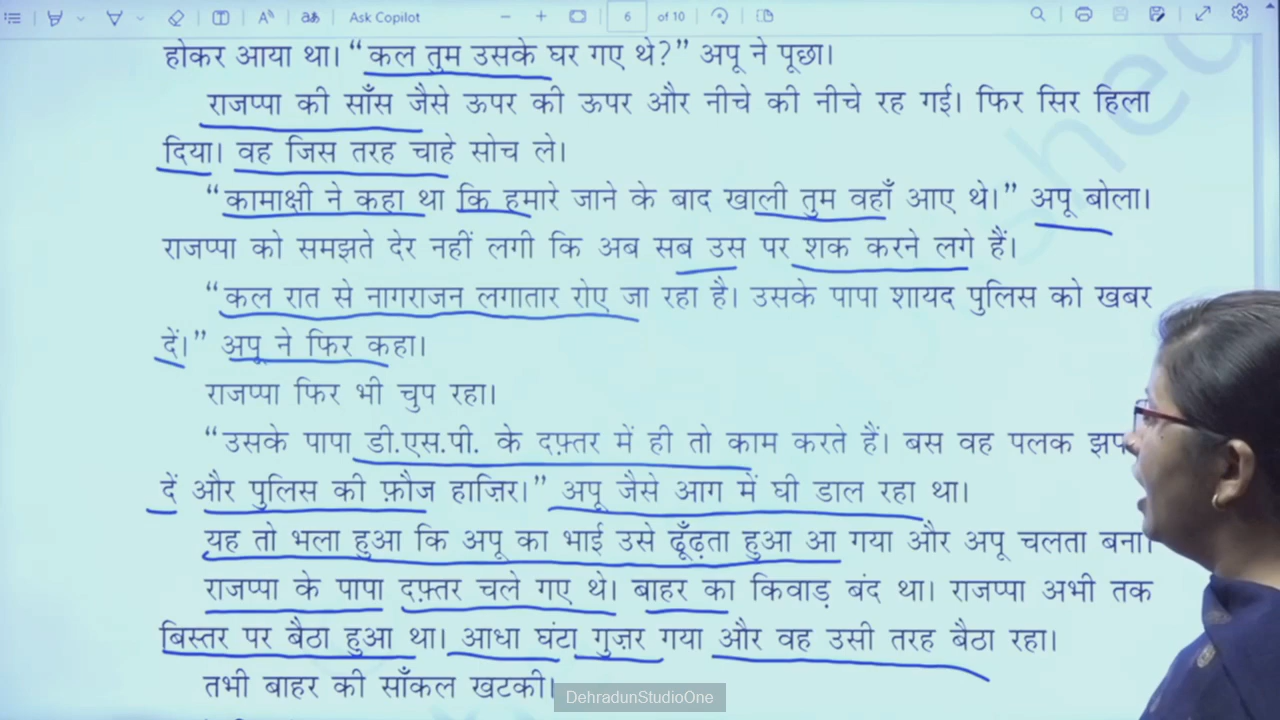 Ask Copilot
6 of 10
होकर आया था। “कल तुम उसके घर गए थे?” अपू ने पूछा।
राजप्पा की साँस जैसे ऊपर की ऊपर और नीचे की नीचे रह गई। फिर सिर हिला
दिया। वह जिस तरह चाहे सोच ले।
“कामाक्षी ने कहा था कि हमारे जाने के बाद खाली तुम वहाँ आए थे।” अपू बोला।
राजप्पा को समझते देर नहीं लगी कि अब सब उस पर शक करने लगे हैं।
“कल रात से नागराजन लगातार रोए जा रहा है। उसके पापा शायद पुलिस को खबर
दें।” अपू ने फिर कहा।
राजप्पा फिर भी चुप रहा।
“उसके पापा डी.एस.पी. के दफ़्तर में ही तो काम करते हैं। बस वह पलक
दें और पुलिस की फ़ौज हाज़िर।” अपू जैसे आग में घी डाल रहा था।
यह तो भला हुआ कि अपू का भाई उसे ढूँढ़ता हुआ आ गया और अपू चलता बना।
राजप्पा के पापा दफ़्तर चले गए थे। बाहर का किवाड़ बंद था। राजप्पा अभी तक
बिस्तर पर बैठा हुआ था। आधा घंटा गुज़र गया और वह उसी तरह बैठा रहा।
तभी बाहर की साँकल खटकी।
DehradunStudioOne